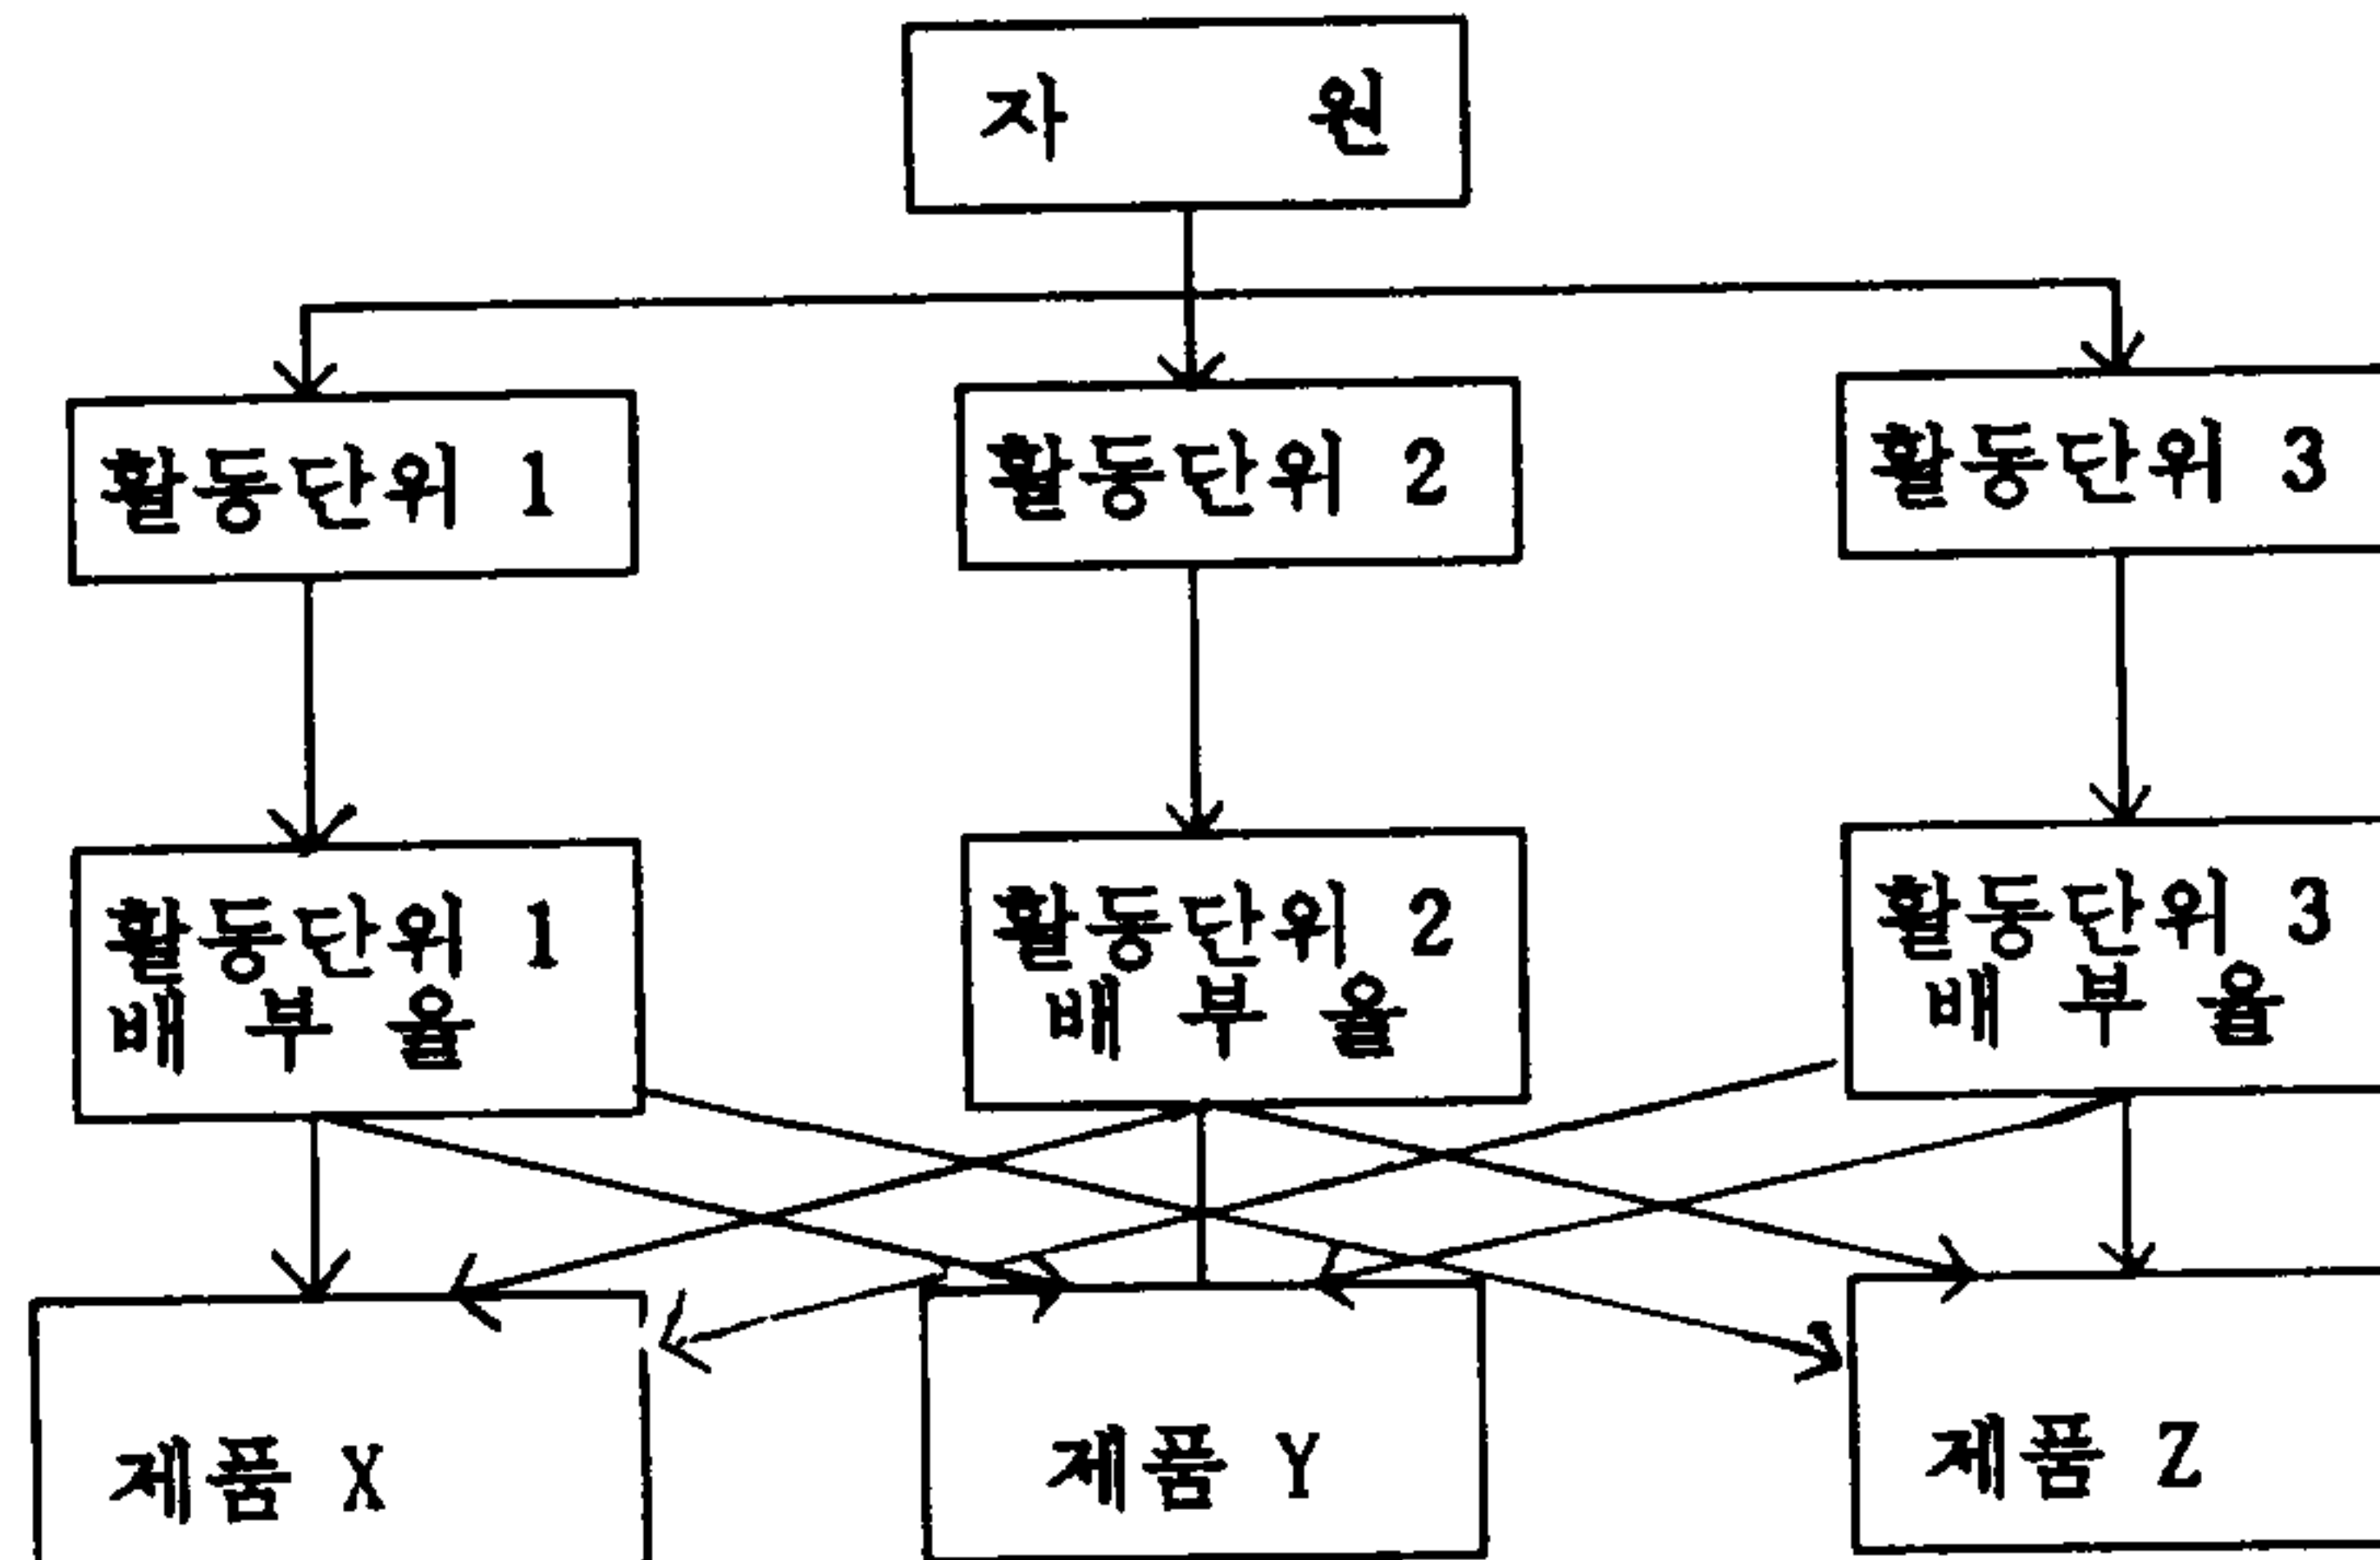 자 원
활동단위 1 활동단위 2 활동단위 3
활동단위 1 활동단위 2 활동단위 3
배 부 율 배 부 율 배 부 율
제품 X 제품 Y 제품 Z